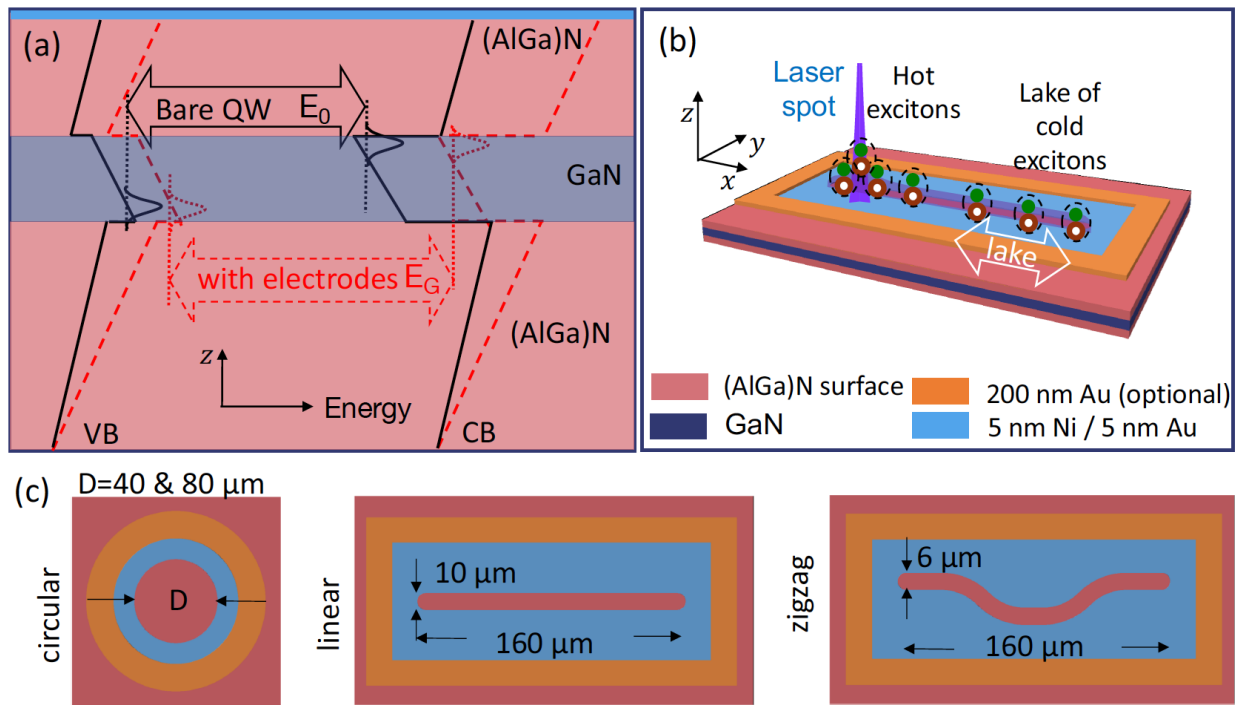 (a)
(AlGa)N
Bare QW E₀
GaN
with electrodes E_G
(AlGa)N
z
Energy
VB
CB
(b)
Laser
spot
Hot
excitons
Lake of
cold
excitons
z
y
x
lake
(AlGa)N surface
200 nm Au (optional)
GaN
5 nm Ni / 5 nm Au
(c)
D=40 & 80 μm
circular
D
linear
10 μm
160 μm
zigzag
6 μm
160 μm